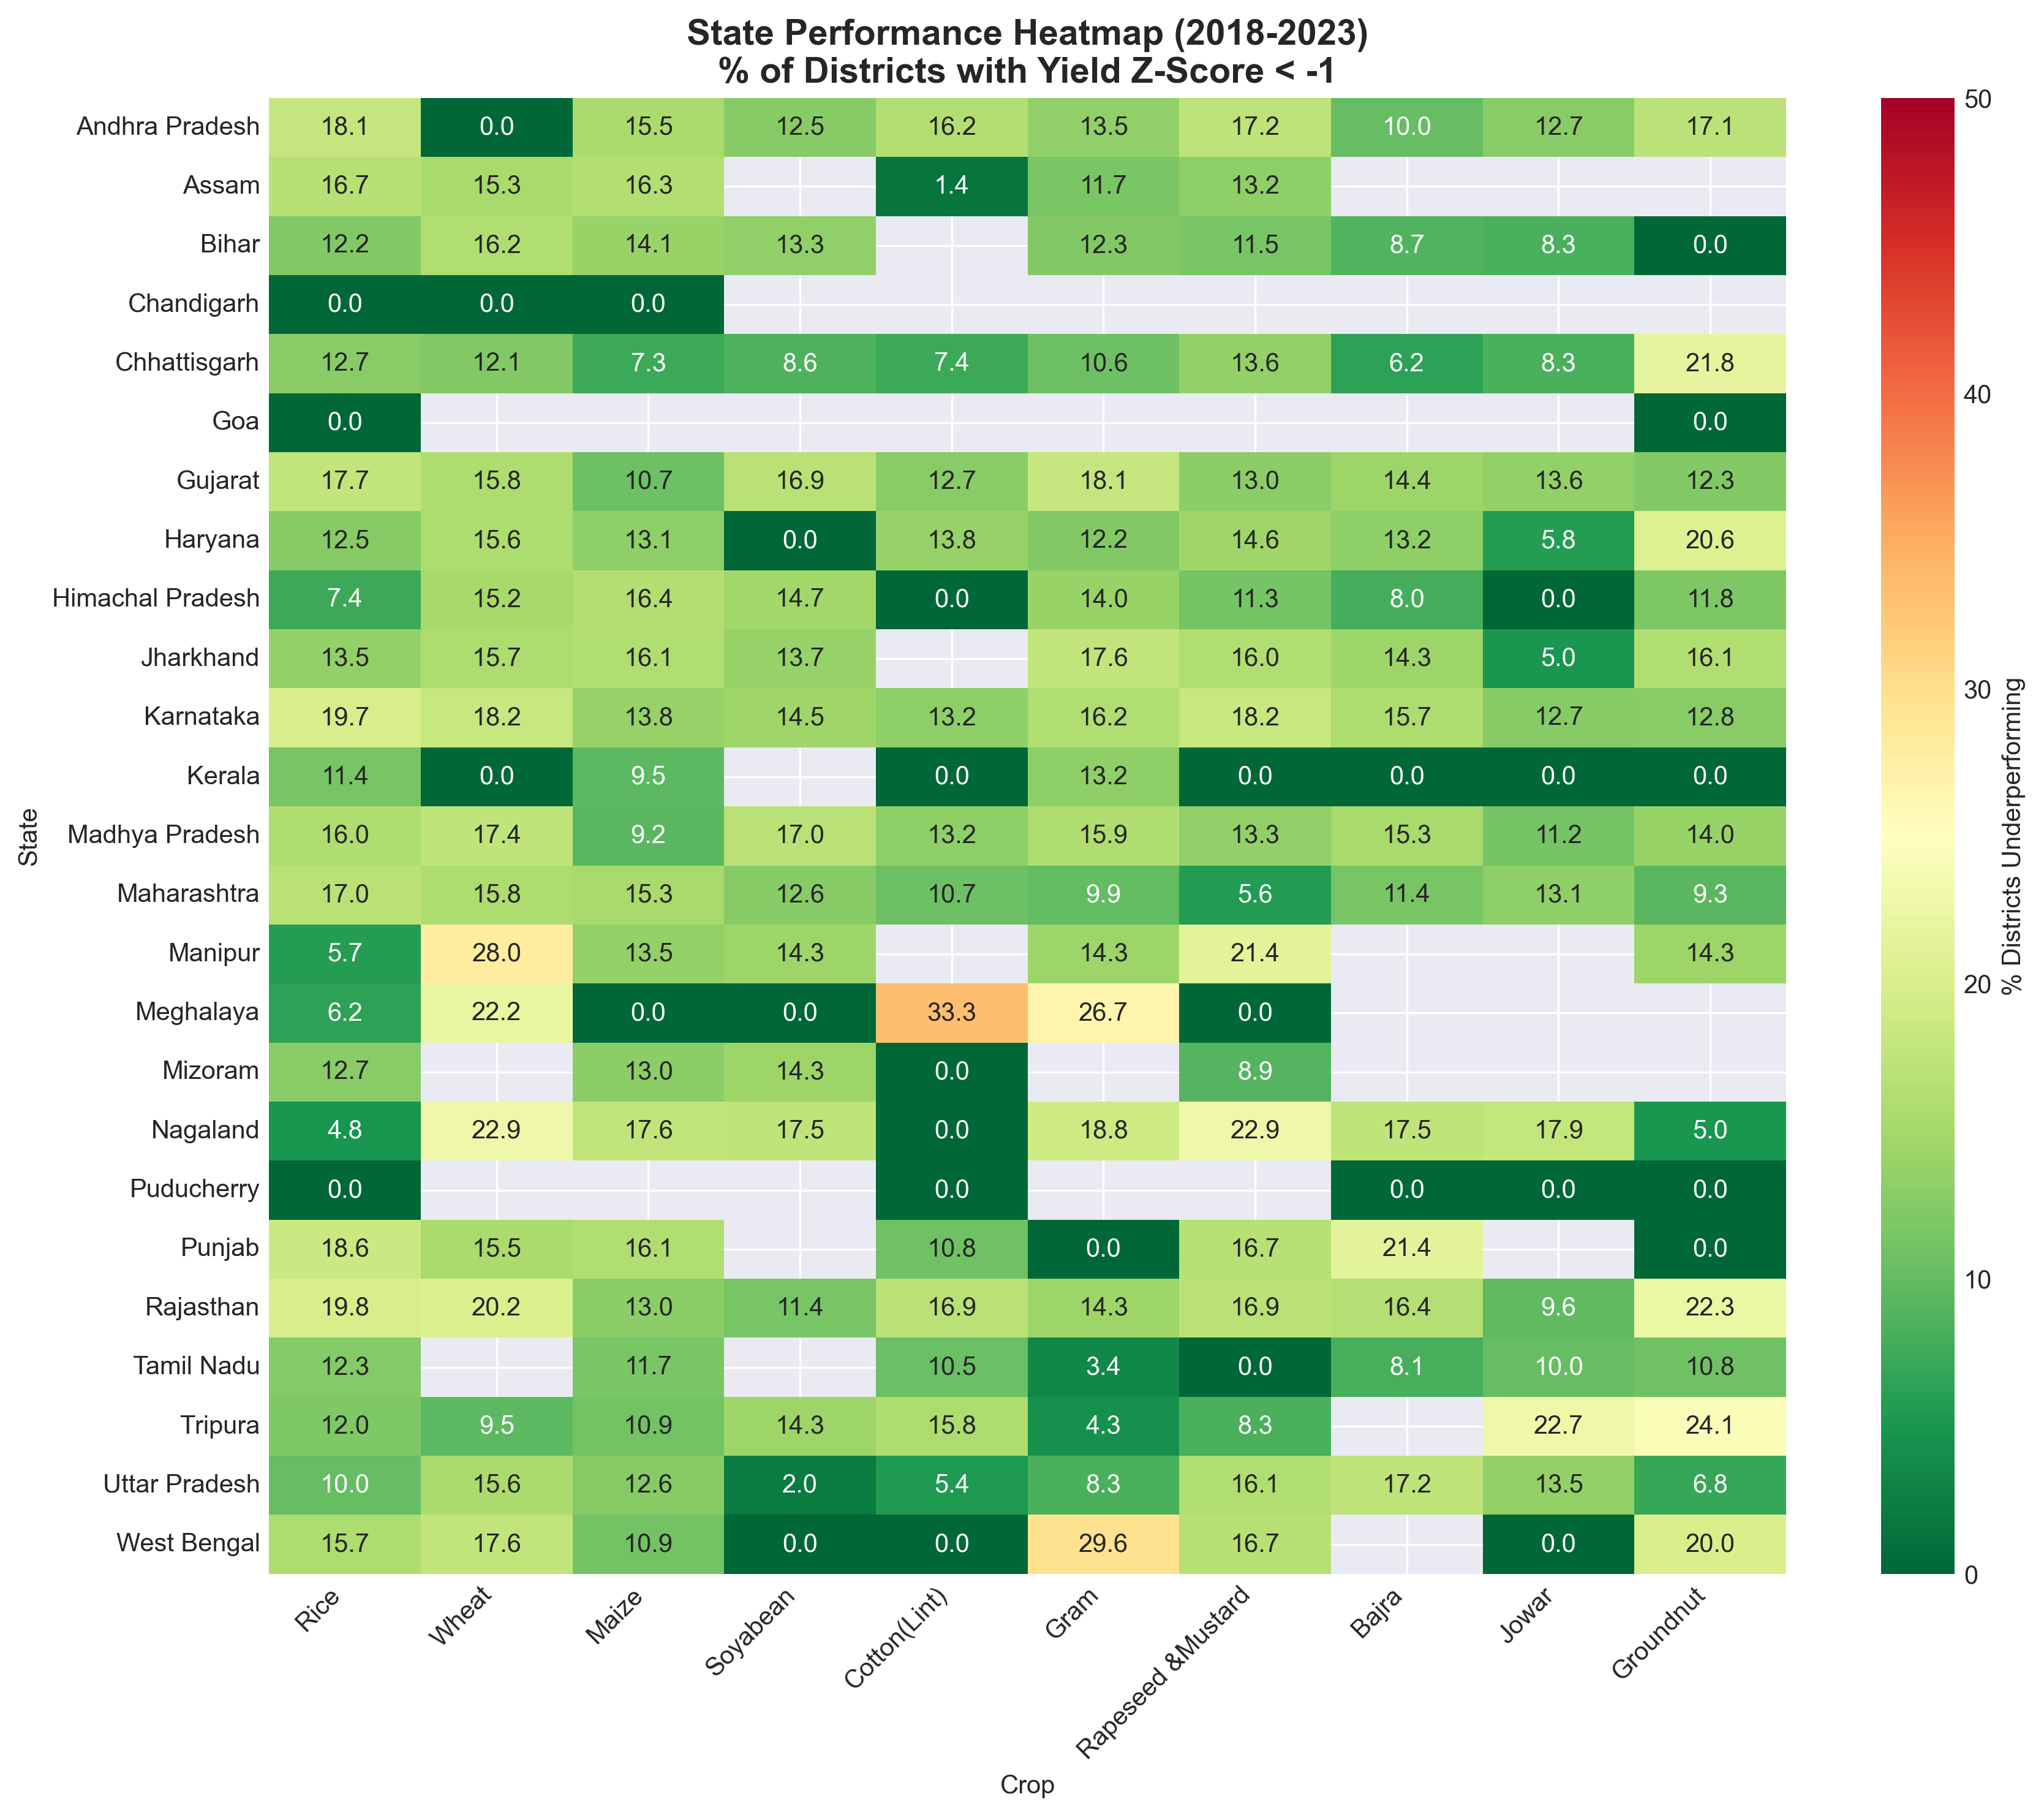 State Performance Heatmap (2018-2023)
% of Districts with Yield Z-Score < -1
Andhra Pradesh 18.1 0.0 15.5 12.5 16.2 13.5 17.2 10.0 12.7 17.1
Assam 16.7 15.3 16.3 1.4 11.7 13.2
Bihar 12.2 16.2 14.1 13.3 12.3 11.5 8.7 8.3 0.0
Chandigarh 0.0 0.0 0.0
Chhattisgarh 12.7 12.1 7.3 8.6 7.4 10.6 13.6 6.2 8.3 21.8
Goa 0.0 0.0
Gujarat 17.7 15.8 10.7 16.9 12.7 18.1 13.0 14.4 13.6 12.3
Haryana 12.5 15.6 13.1 0.0 13.8 12.2 14.6 13.2 5.8 20.6
Himachal Pradesh 7.4 15.2 16.4 14.7 0.0 14.0 11.3 8.0 0.0 11.8
Jharkhand 13.5 15.7 16.1 13.7 17.6 16.0 14.3 5.0 16.1
Karnataka 19.7 18.2 13.8 14.5 13.2 16.2 18.2 15.7 12.7 12.8
Kerala 11.4 0.0 9.5 0.0 13.2 0.0 0.0 0.0 0.0
Madhya Pradesh 16.0 17.4 9.2 17.0 13.2 15.9 13.3 15.3 11.2 14.0
Maharashtra 17.0 15.8 15.3 12.6 10.7 9.9 5.6 11.4 13.1 9.3
Manipur 5.7 28.0 13.5 14.3 14.3 21.4 14.3
Meghalaya 6.2 22.2 0.0 0.0 33.3 26.7 0.0
Mizoram 12.7 13.0 14.3 0.0 8.9
Nagaland 4.8 22.9 17.6 17.5 0.0 18.8 22.9 17.5 17.9 5.0
Puducherry 0.0 0.0 0.0 0.0 0.0
Punjab 18.6 15.5 16.1 10.8 0.0 16.7 21.4 0.0
Rajasthan 19.8 20.2 13.0 11.4 16.9 14.3 16.9 16.4 9.6 22.3
Tamil Nadu 12.3 11.7 10.5 3.4 0.0 8.1 10.0 10.8
Tripura 12.0 9.5 10.9 14.3 15.8 4.3 8.3 22.7 24.1
Uttar Pradesh 10.0 15.6 12.6 2.0 5.4 8.3 16.1 17.2 13.5 6.8
West Bengal 15.7 17.6 10.9 0.0 0.0 29.6 16.7 0.0 20.0
State
Rice Wheat Maize Soyabean Cotton(Lint) Gram Rapeseed &Mustard Bajra Jowar Groundnut
Crop
50
40
30
20
10
0
% Districts Underperforming